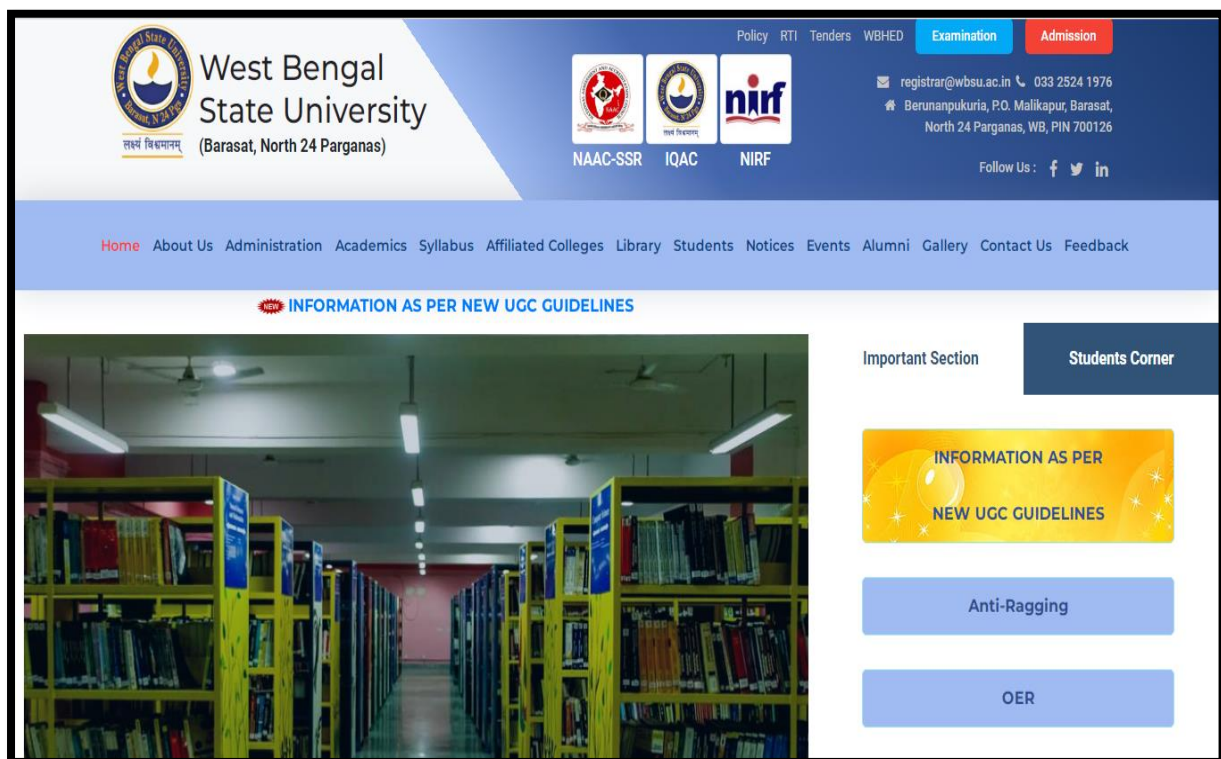 Policy RTI Tenders WBHED Examination Admission
West Bengal
State University
(Barasat, North 24 Parganas)
लक्ष्यं विश्वमानम्
NAAC-SSR IQAC NIRF
nirf
registrar@wbsu.ac.in 033 2524 1976
Berunanpukuria, P.O. Malikapur, Barasat,
North 24 Parganas, WB, PIN 700126
Follow Us : f in
Home About Us Administration Academics Syllabus Affiliated Colleges Library Students Notices Events Alumni Gallery Contact Us Feedback
NEW INFORMATION AS PER NEW UGC GUIDELINES
Important Section
Students Corner
INFORMATION AS PER
NEW UGC GUIDELINES
Anti-Ragging
OER